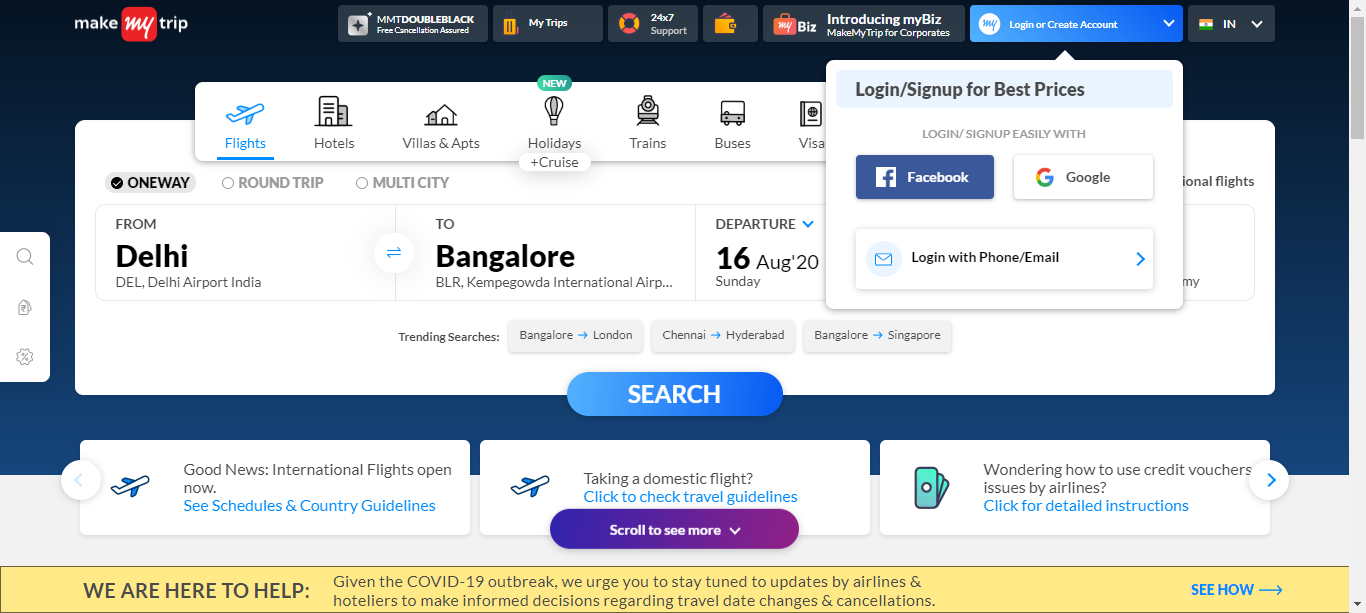 make my trip
MMTDOUBLEBLACK
Free Cancellation Assured
My Trips
24x7
Support
my Biz
Introducing myBiz
MakeMyTrip for Corporates
my
Login or Create Account
IN
Login/Signup for Best Prices
LOGIN/ SIGNUP EASILY WITH
Facebook
Google
Login with Phone/Email
NEW
Flights
Hotels
Villas & Apts
Holidays
+Cruise
Trains
Buses
Visa
ONEWAY
ROUND TRIP
MULTI CITY
ional flights
FROM
Delhi
DEL, Delhi Airport India
TO
Bangalore
BLR, Kempegowda International Airp...
DEPARTURE
16 Aug'20
Sunday
my
Trending Searches:
Bangalore → London
Chennai → Hyderabad
Bangalore → Singapore
SEARCH
Good News: International Flights open
now.
See Schedules & Country Guidelines
Taking a domestic flight?
Click to check travel guidelines
Wondering how to use credit vouchers
issues by airlines?
Click for detailed instructions
Scroll to see more
WE ARE HERE TO HELP:
Given the COVID-19 outbreak, we urge you to stay tuned to updates by airlines &
hoteliers to make informed decisions regarding travel date changes & cancellations.
SEE HOW